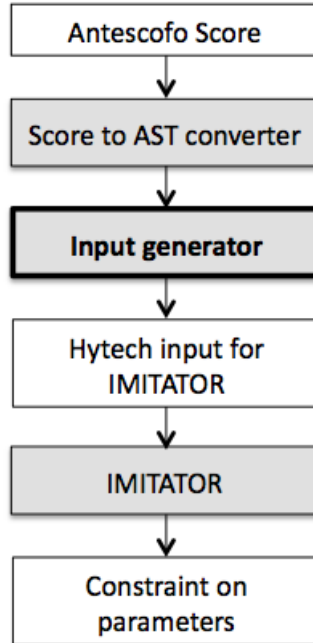 Antescofo Score
Score to AST converter
Input generator
Hytech input for
IMITATOR
IMITATOR
Constraint on
parameters